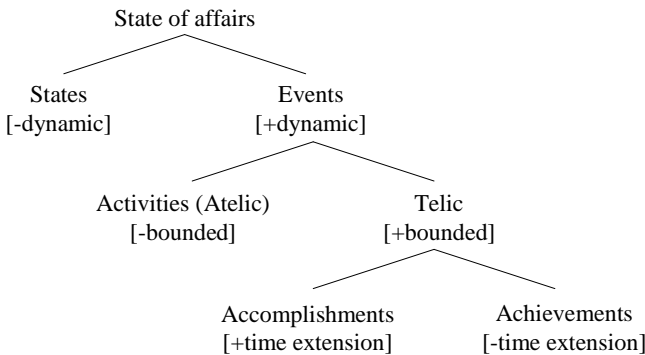 State of affairs
States
[-dynamic]
Events
[+dynamic]
Activities (Atelic)
[-bounded]
Telic
[+bounded]
Accomplishments
[+time extension]
Achievements
[-time extension]